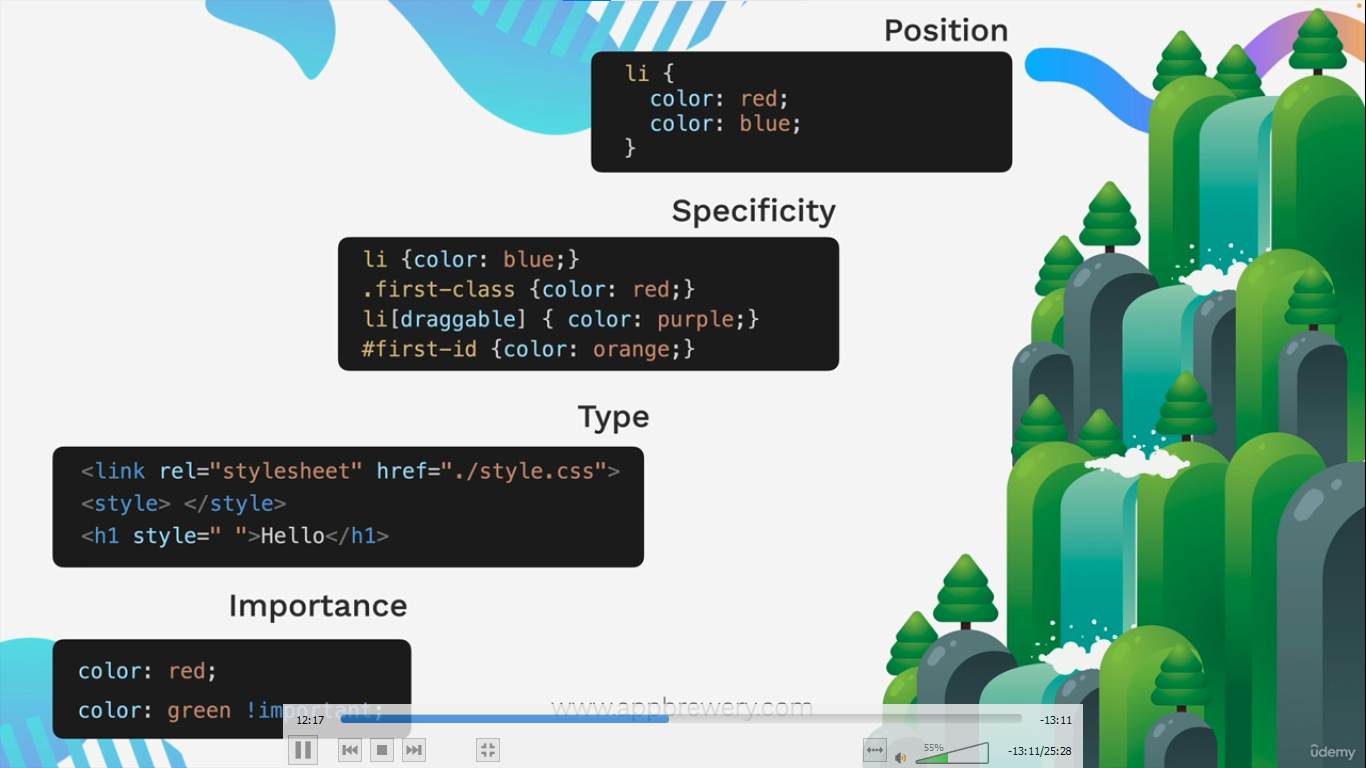 Position
li {
color: red;
color: blue;
}
Specificity
li {color: blue;}
.first-class {color: red;}
li[draggable] { color: purple;}
#first-id {color: orange;}
Type
<link rel="stylesheet" href="./style.css">
<style> </style>
<h1 style=" ">Hello</h1>
Importance
color: red;
color: green !important;
www.appbrewery.com
12:17
-13:11
55%
-13:11/25:28
ûdemy